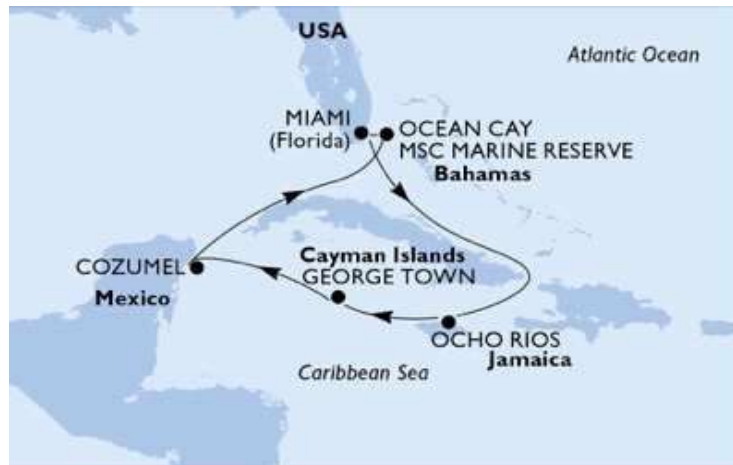 USA
Atlantic Ocean
MIAMI
(Florida)
OCEAN CAY
MSC MARINE RESERVE
Bahamas
Cayman Islands
GEORGE TOWN
COZUMEL
Mexico
OCHO RIOS
Jamaica
Caribbean Sea